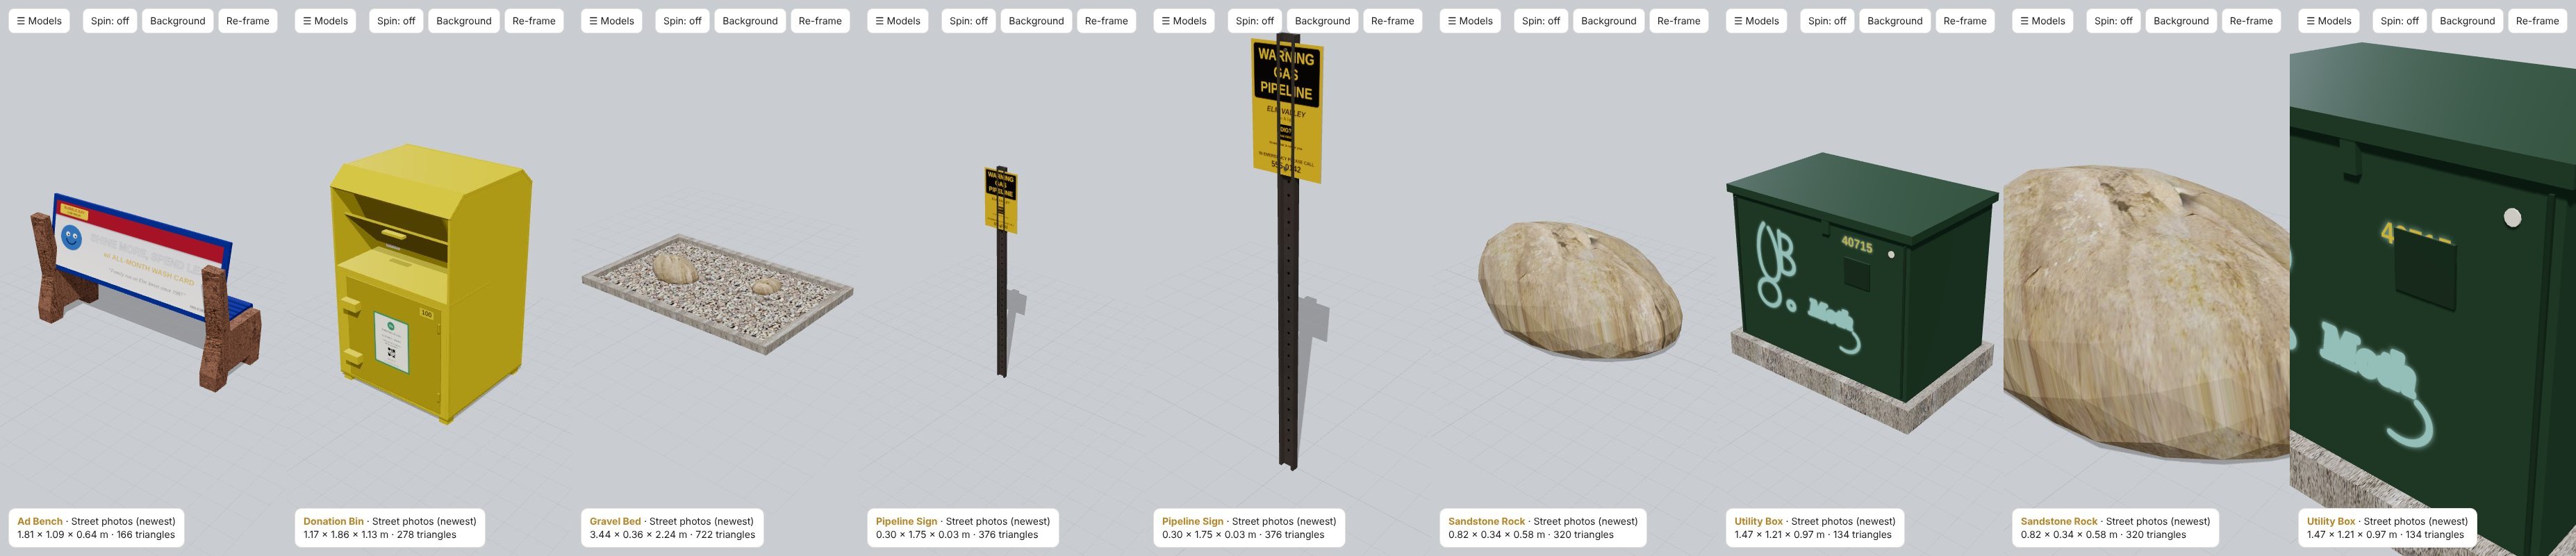 ☰ Models Spin: off Background Re-frame
SHINE MORE, SPEND
w/ ALL-MONTH WASH CARD
Ad Bench · Street photos (newest)
1.81 × 1.09 × 0.64 m · 166 triangles
☰ Models Spin: off Background Re-frame
100
Donation Bin · Street photos (newest)
1.17 × 1.86 × 1.13 m · 278 triangles
☰ Models Spin: off Background Re-frame
Gravel Bed · Street photos (newest)
3.44 × 0.36 × 2.24 m · 722 triangles
☰ Models Spin: off Background Re-frame
WARNING
GAS
PIPELINE
Pipeline Sign · Street photos (newest)
0.30 × 1.75 × 0.03 m · 376 triangles
☰ Models Spin: off Background Re-frame
WARNING
GAS
PIPELINE
ELM VALLEY
CALL
Pipeline Sign · Street photos (newest)
0.30 × 1.75 × 0.03 m · 376 triangles
☰ Models Spin: off Background Re-frame
Sandstone Rock · Street photos (newest)
0.82 × 0.34 × 0.58 m · 320 triangles
☰ Models Spin: off Background Re-frame
40715
Utility Box · Street photos (newest)
1.47 × 1.21 × 0.97 m · 134 triangles
☰ Models Spin: off Background Re-frame
Sandstone Rock · Street photos (newest)
0.82 × 0.34 × 0.58 m · 320 triangles
☰ Models Spin: off Background Re-frame
Utility Box · Street photos (newest)
1.47 × 1.21 × 0.97 m · 134 triangles